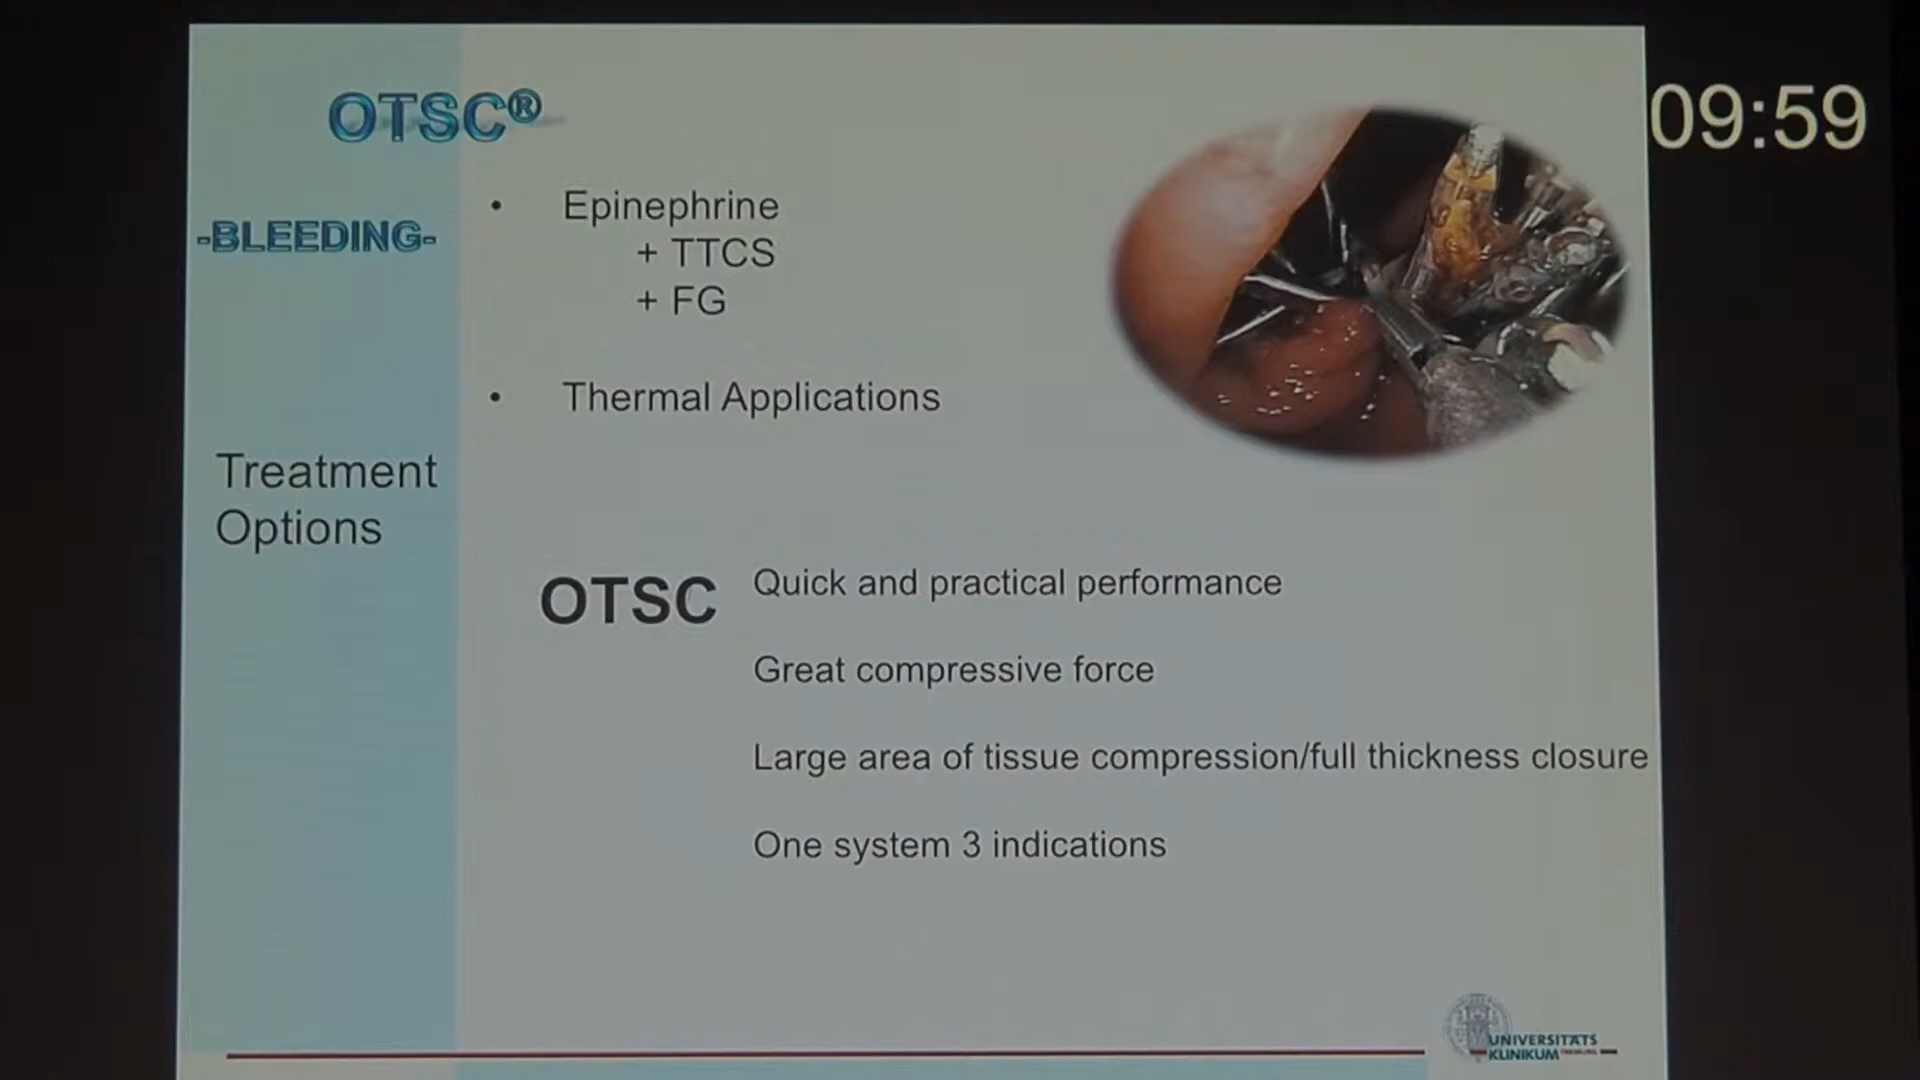 OTSC®
09:59
-BLEEDING-
• Epinephrine
+ TTCS
+ FG
• Thermal Applications
Treatment
Options
OTSC
Quick and practical performance
Great compressive force
Large area of tissue compression/full thickness closure
One system 3 indications
UNIVERSITÄTS
KLINIKUM